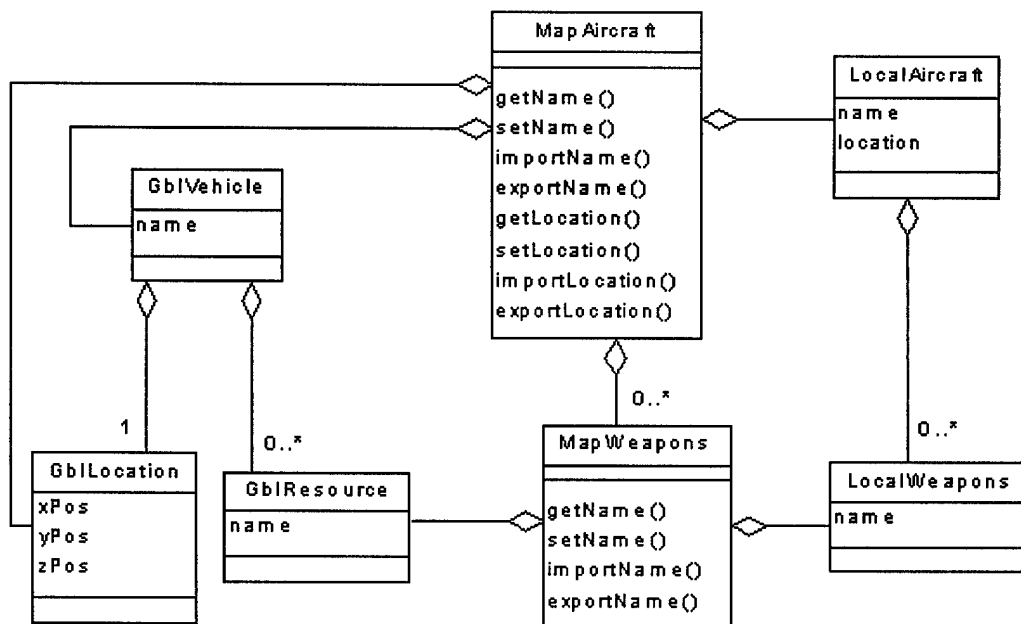 MapAircraft
getName()
setName()
importName()
exportName()
getLocation()
setLocation()
importLocation()
exportLocation()
LocalAircraft
name
location
GblVehicle
name
1
0..*
0..*
0..*
GblLocation
xPos
yPos
zPos
GblResource
name
MapWeapons
getName()
setName()
importName()
exportName()
LocalWeapons
name